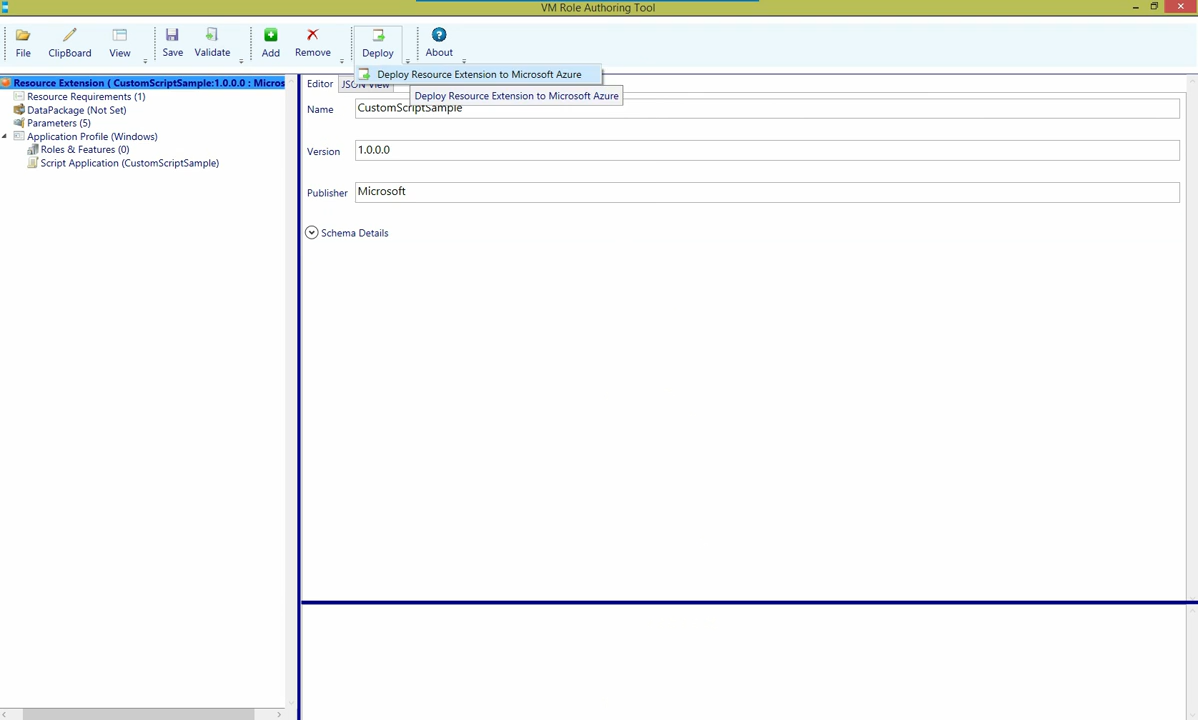 VM Role Authoring Tool
File ClipBoard View Save Validate Add Remove Deploy About
Deploy Resource Extension to Microsoft Azure
Deploy Resource Extension to Microsoft Azure
Resource Extension ( CustomScriptSample:1.0.0.0 : Micros
Resource Requirements (1)
DataPackage (Not Set)
Parameters (5)
Application Profile (Windows)
Roles & Features (0)
Script Application (CustomScriptSample)
Editor JSON View
Name CustomScriptSample
Version 1.0.0.0
Publisher Microsoft
Schema Details